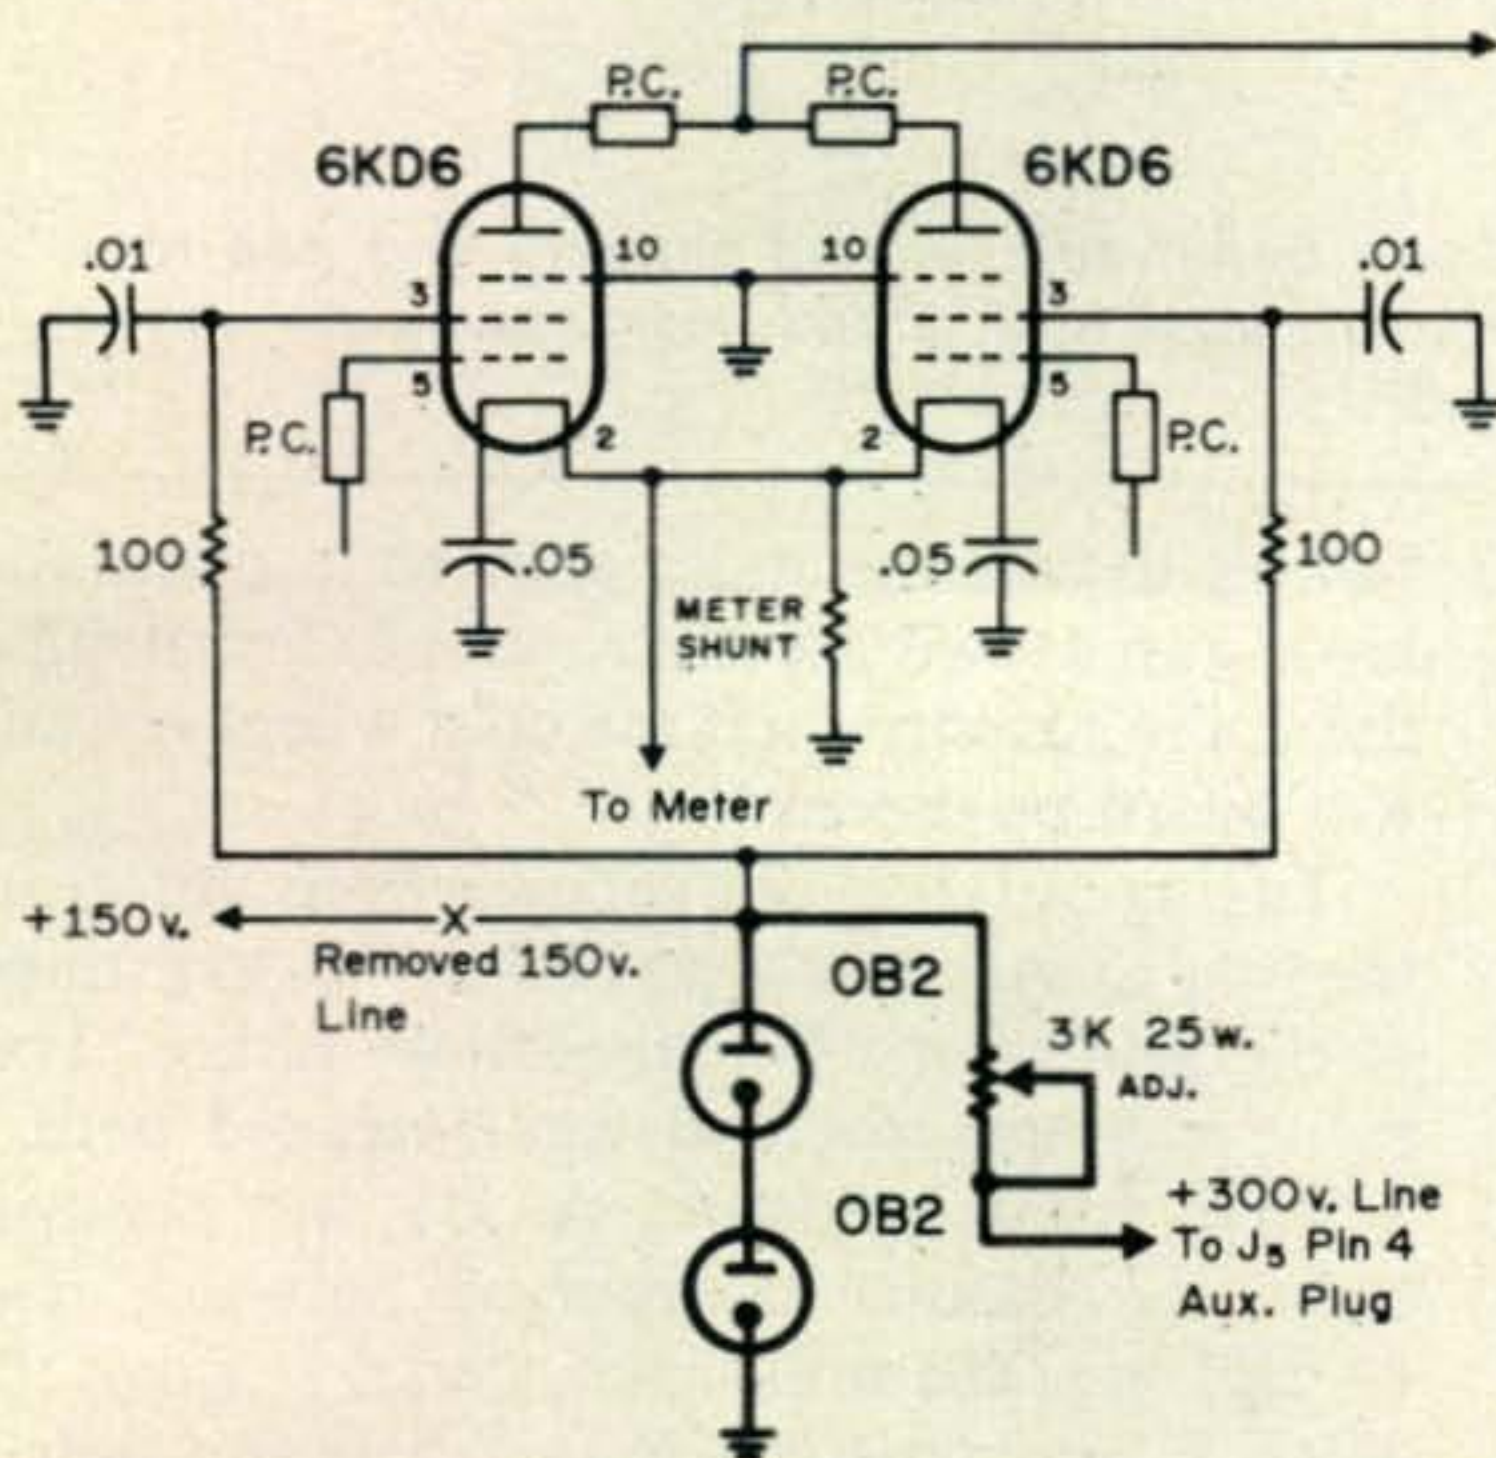 P.C.
P.C.
6KD6
6KD6
.01
10
10
.01
3
3
5
5
P.C.
2
2
P.C.
100
.05
.05
100
METER
SHUNT
To Meter
+150v.
X
Removed 150v.
Line
OB2
3K 25w.
ADJ.
OB2
+300v. Line
To J5 Pin 4
Aux. Plug